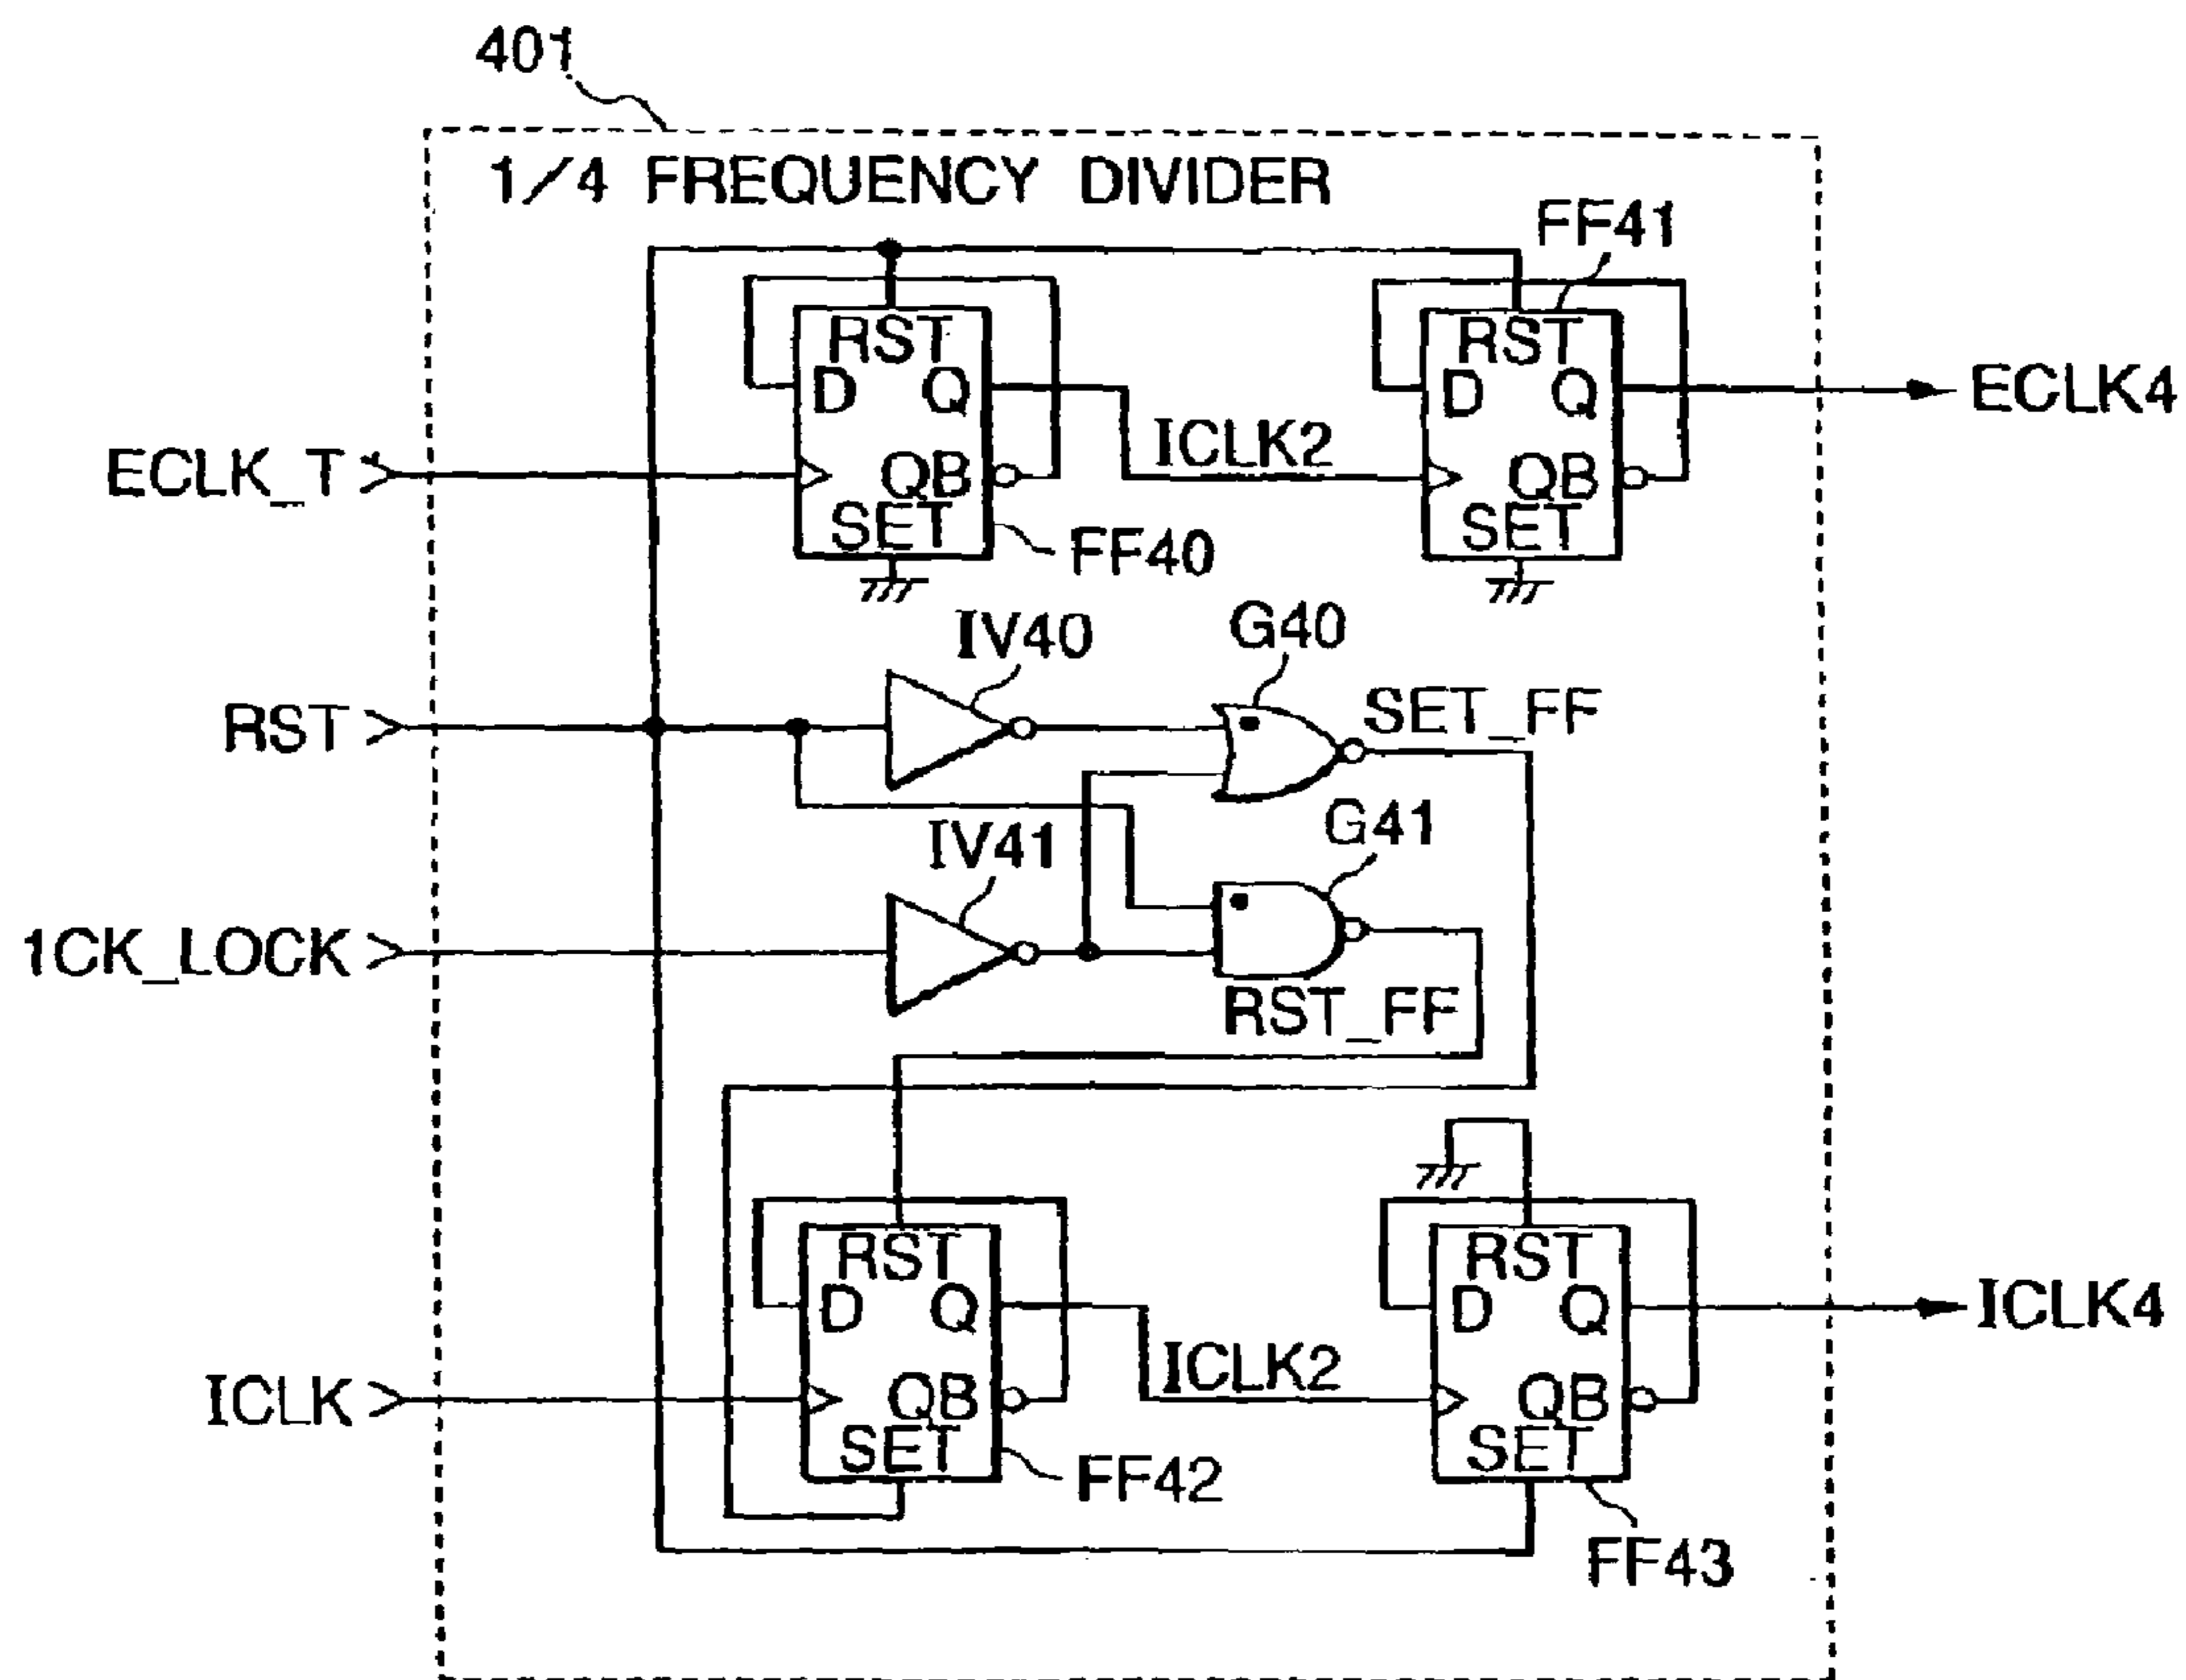 401
1/4 FREQUENCY DIVIDER
FF41
RST
D Q
QB
SET
FF40
ICLK2
RST
D Q
QB
SET
ECLK4
ECLK_T
IV40
G40
SET_FF
RST
IV41
G41
1CK_LOCK
RST_FF
RST
D Q
QB
SET
FF42
ICLK2
RST
D Q
QB
SET
FF43
ICLK4
ICLK